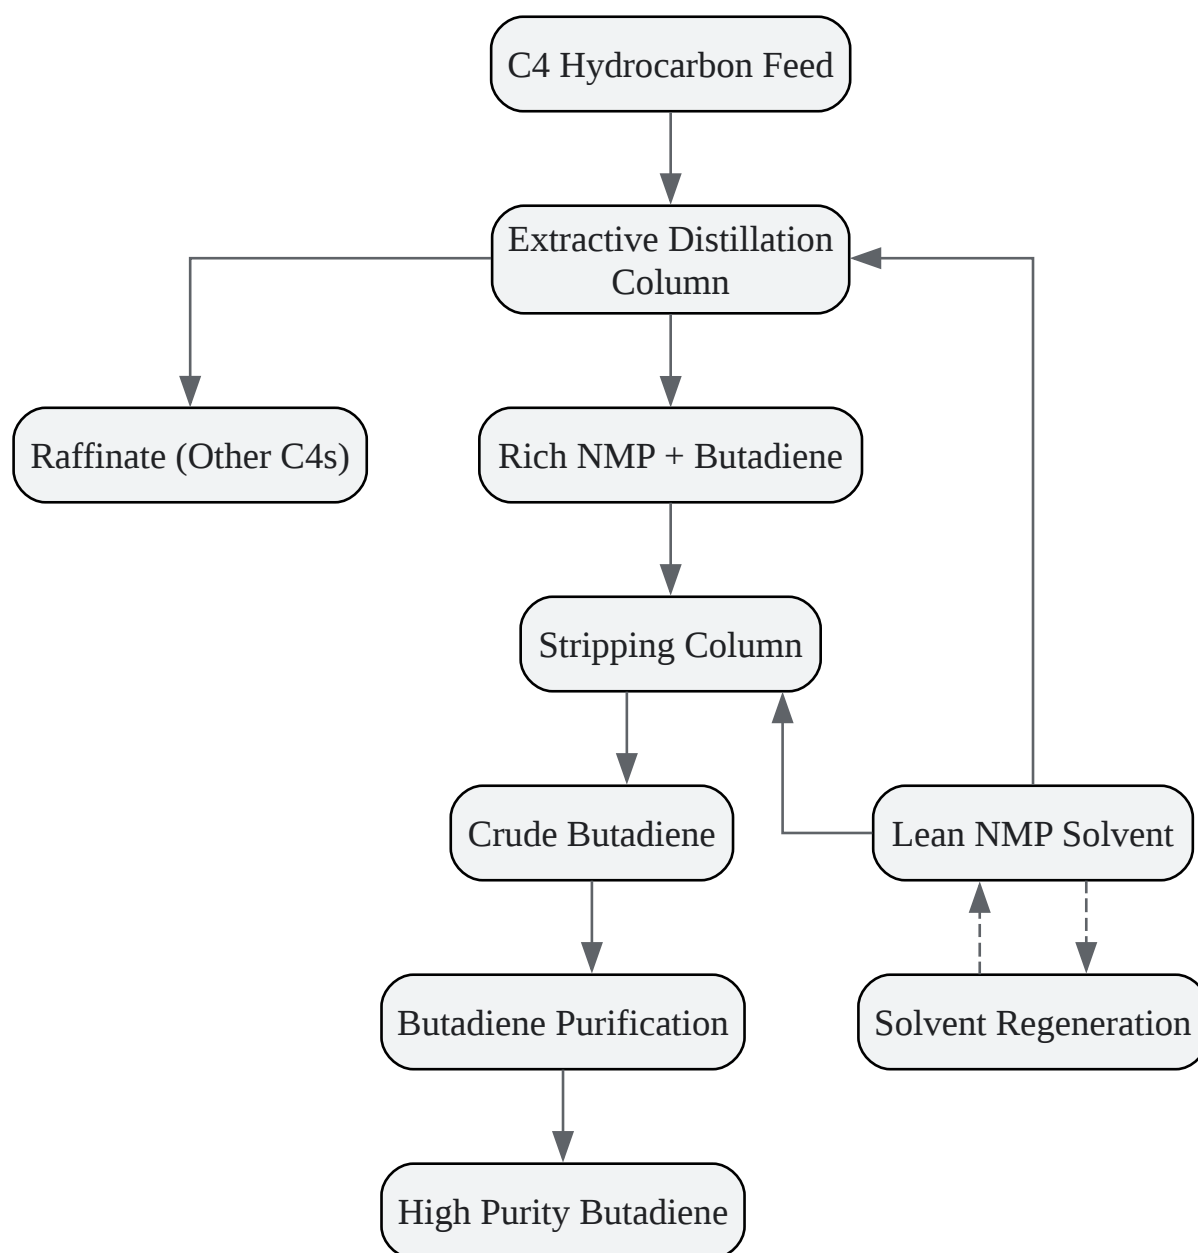 C4 Hydrocarbon Feed
Extractive Distillation
Column
Raffinate (Other C4s)
Rich NMP + Butadiene
Stripping Column
Crude Butadiene
Lean NMP Solvent
Butadiene Purification
Solvent Regeneration
High Purity Butadiene